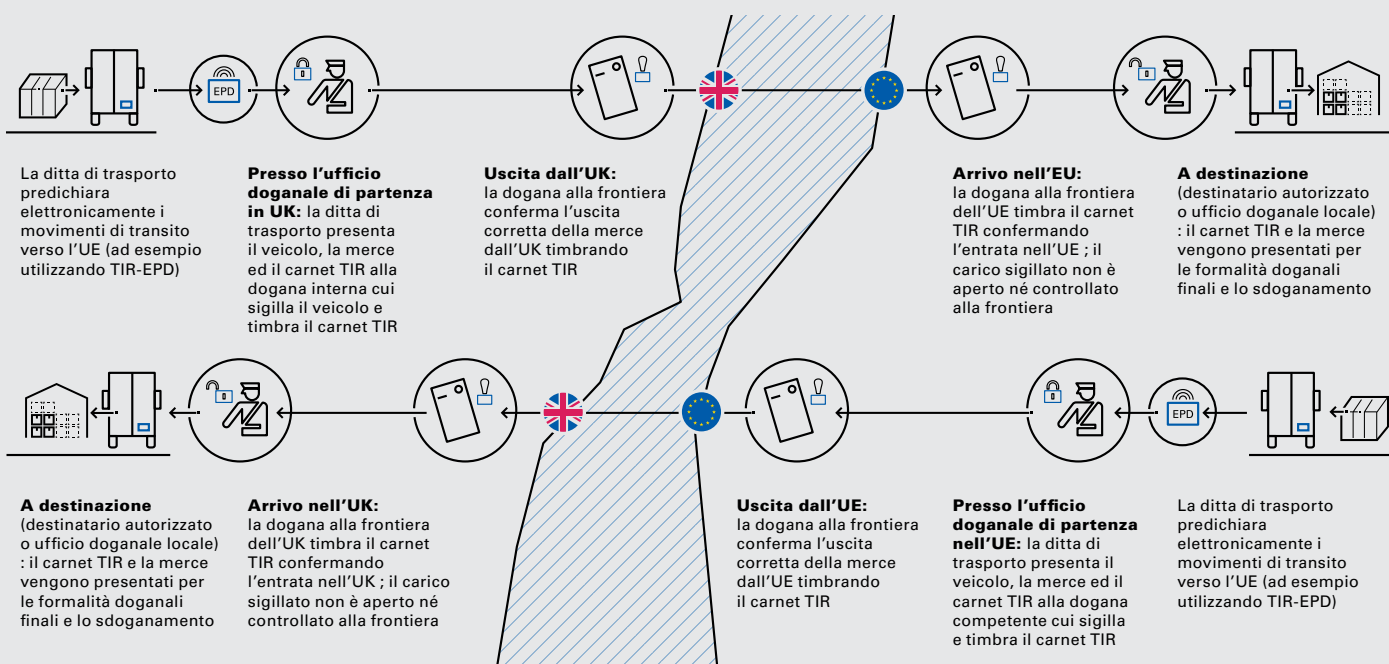 EPD
La ditta di trasporto
predichiara
elettronicamente i
movimenti di transito
verso l'UE (ad esempio
utilizzando TIR-EPD)
Presso l'ufficio
doganale di partenza
in UK: la ditta di
trasporto presenta
il veicolo, la merce
ed il carnet TIR alla
dogana interna cui
sigilla il veicolo e
timbra il carnet TIR
Uscita dall'UK:
la dogana alla frontiera
conferma l'uscita
corretta della merce
dall'UK timbrando
il carnet TIR
Arrivo nell'EU:
la dogana alla frontiera
dell'UE timbra il carnet
TIR confermando
l'entrata nell'UE ; il
carico sigillato non è
aperto né controllato
alla frontiera
A destinazione
(destinatario autorizzato
o ufficio doganale locale)
: il carnet TIR e la merce
vengono presentati per
le formalità doganali
finali e lo sdoganamento
EPD
A destinazione
(destinatario autorizzato
o ufficio doganale locale)
: il carnet TIR e la merce
vengono presentati per
le formalità doganali
finali e lo sdoganamento
Arrivo nell'UK:
la dogana alla frontiera
dell'UK timbra il carnet
TIR confermando
l'entrata nell'UK ; il carico
sigillato non è aperto né
controllato alla frontiera
Uscita dall'UE:
la dogana alla frontiera
conferma l'uscita
corretta della merce
dall'UE timbrando
il carnet TIR
Presso l'ufficio
doganale di partenza
nell'UE: la ditta di
trasporto presenta il
veicolo, la merce ed il
carnet TIR alla dogana
competente cui sigilla
e timbra il carnet TIR
La ditta di trasporto
predichiara
elettronicamente i
movimenti di transito
verso l'UE (ad esempio
utilizzando TIR-EPD)